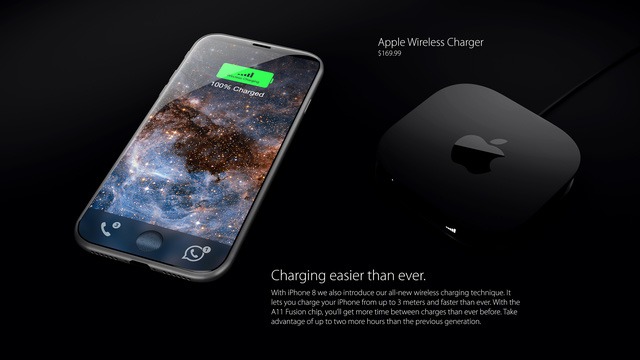 Apple Wireless Charger
$169.99
100% Charged
Charging easier than ever.
With iPhone 8 we also introduce our all-new wireless charging technique. It
lets you charge your iPhone from up to 3 meters and faster than ever. With the
A11 Fusion chip, you'll get more time between charges than ever before. Take
advantage of up to two more hours than the previous generation.